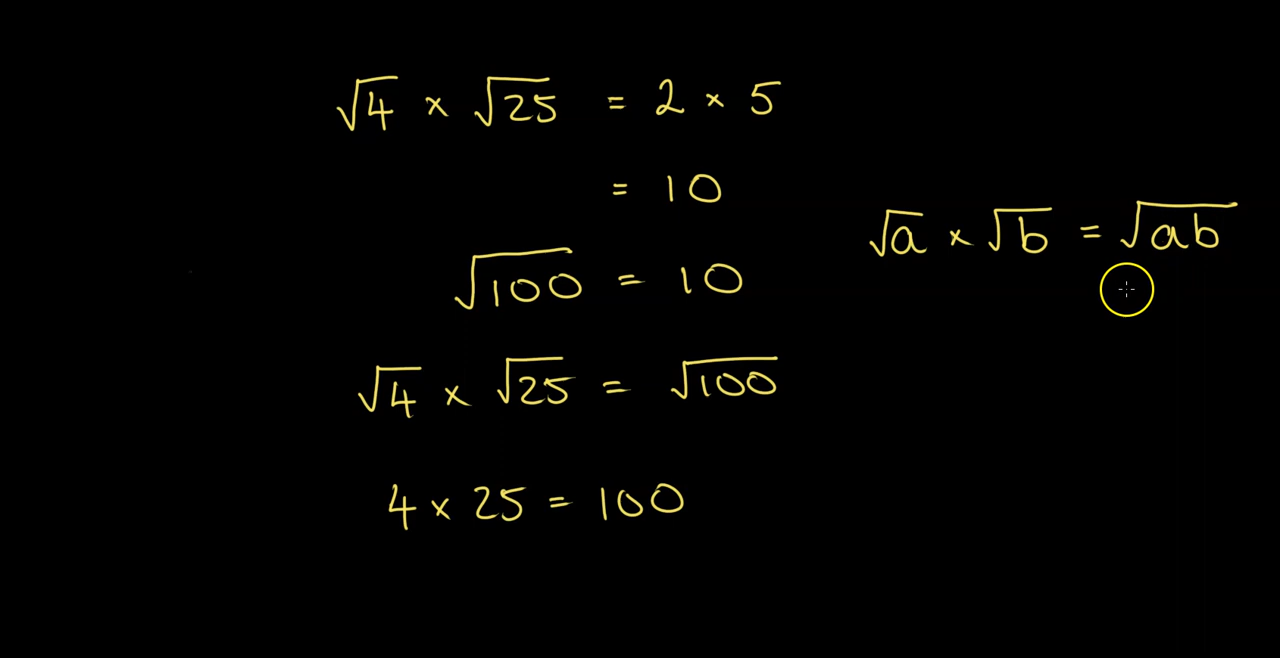 √4 × √25 = 2 × 5
= 10
√a × √b = √ab
√100 = 10
√4 × √25 = √100
4 × 25 = 100